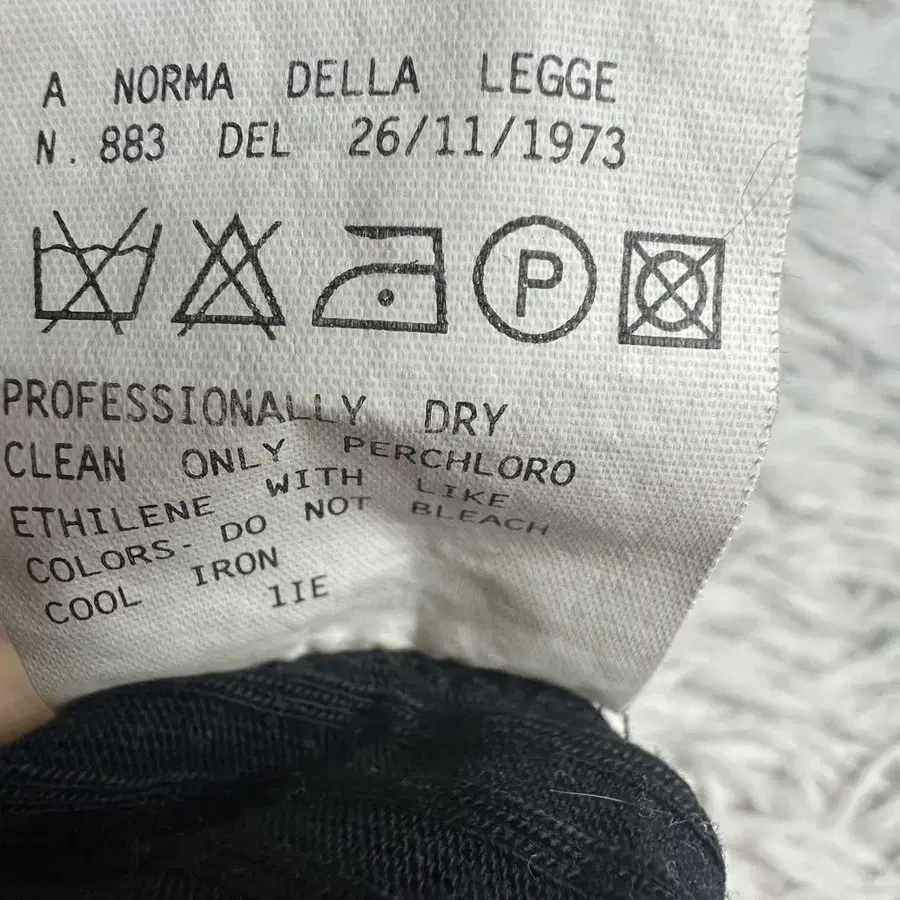 A NORMA DELLA LEGGE
N. 883 DEL 26/11/1973
P
PROFESSIONALLY DRY
CLEAN ONLY PERCHLORO
ETHILENE WITH LIKE
COLORS- DO NOT BLEACH
COOL IRON
1IE